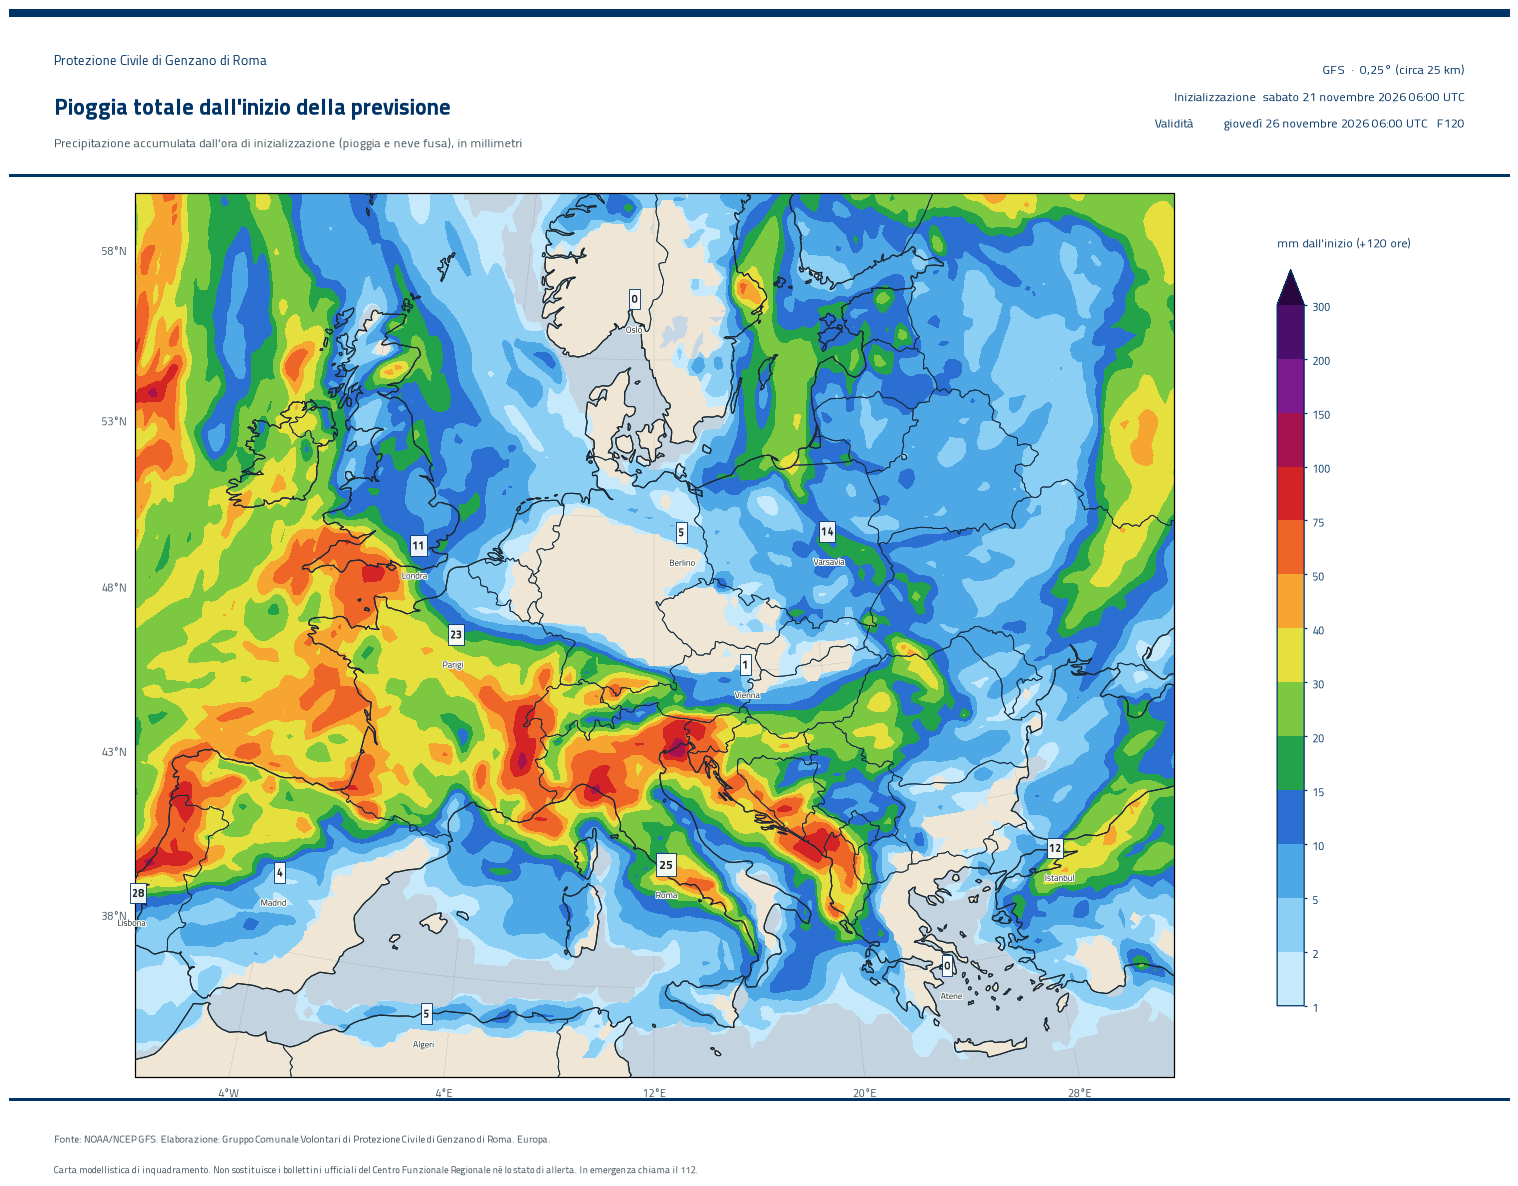 Protezione Civile di Genzano di Roma
Pioggia totale dall'inizio della previsione
Precipitazione accumulata dall'ora di inizializzazione (pioggia e neve fusa), in millimetri
GFS · 0,25° (circa 25 km)
Inizializzazione sabato 21 novembre 2026 06:00 UTC
Validità giovedì 26 novembre 2026 06:00 UTC F120
mm dall'inizio (+120 ore)
300
200
150
100
75
50
40
30
20
15
10
5
2
1
58°N
53°N
48°N
43°N
38°N
4°W
4°E
12°E
20°E
28°E
0
Oslo
11
Londra
5
Berlino
14
Varsavia
23
Parigi
1
Vienna
4
Madrid
28
Lisbona
25
Roma
12
Istanbul
0
Atene
5
Algeri
Fonte: NOAA/NCEP GFS. Elaborazione: Gruppo Comunale Volontari di Protezione Civile di Genzano di Roma. Europa.
Carta modellistica di inquadramento. Non sostituisce i bollettini ufficiali del Centro Funzionale Regionale né lo stato di allerta. In emergenza chiama il 112.